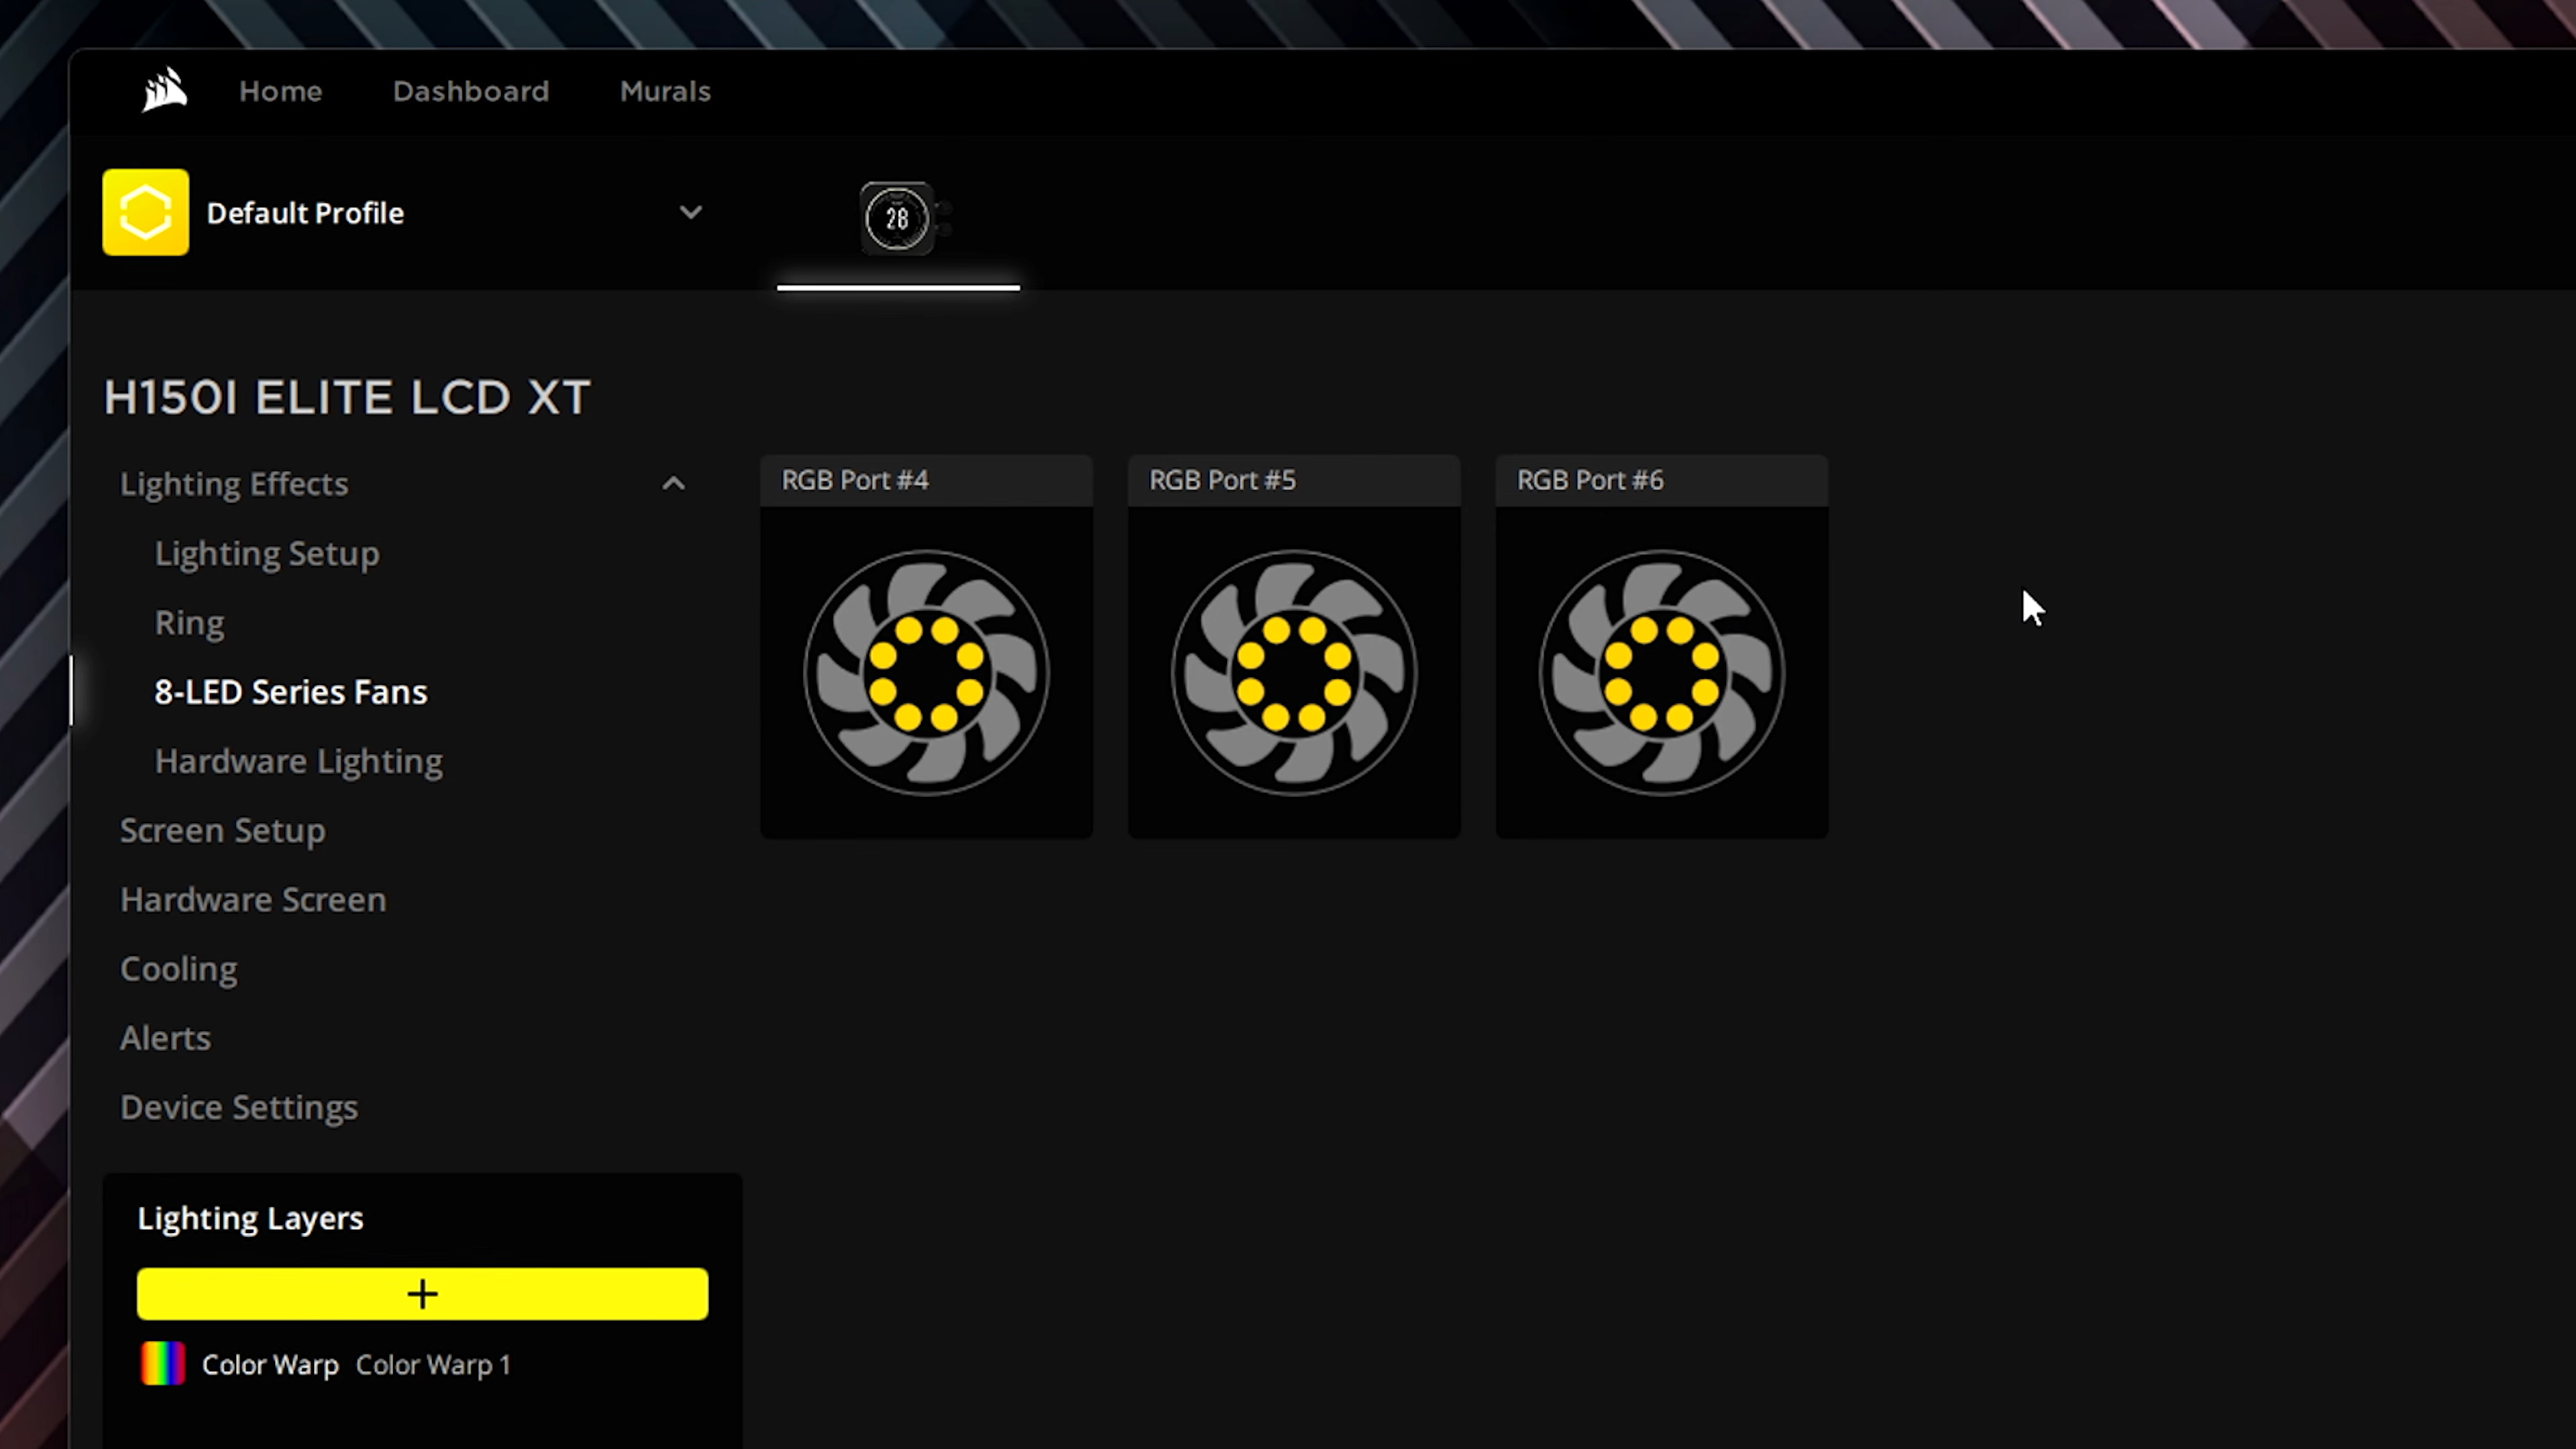 Home Dashboard Murals
Default Profile
28
H150I ELITE LCD XT
Lighting Effects
Lighting Setup
Ring
8-LED Series Fans
Hardware Lighting
Screen Setup
Hardware Screen
Cooling
Alerts
Device Settings
RGB Port #4
RGB Port #5
RGB Port #6
Lighting Layers
+
Color Warp Color Warp 1